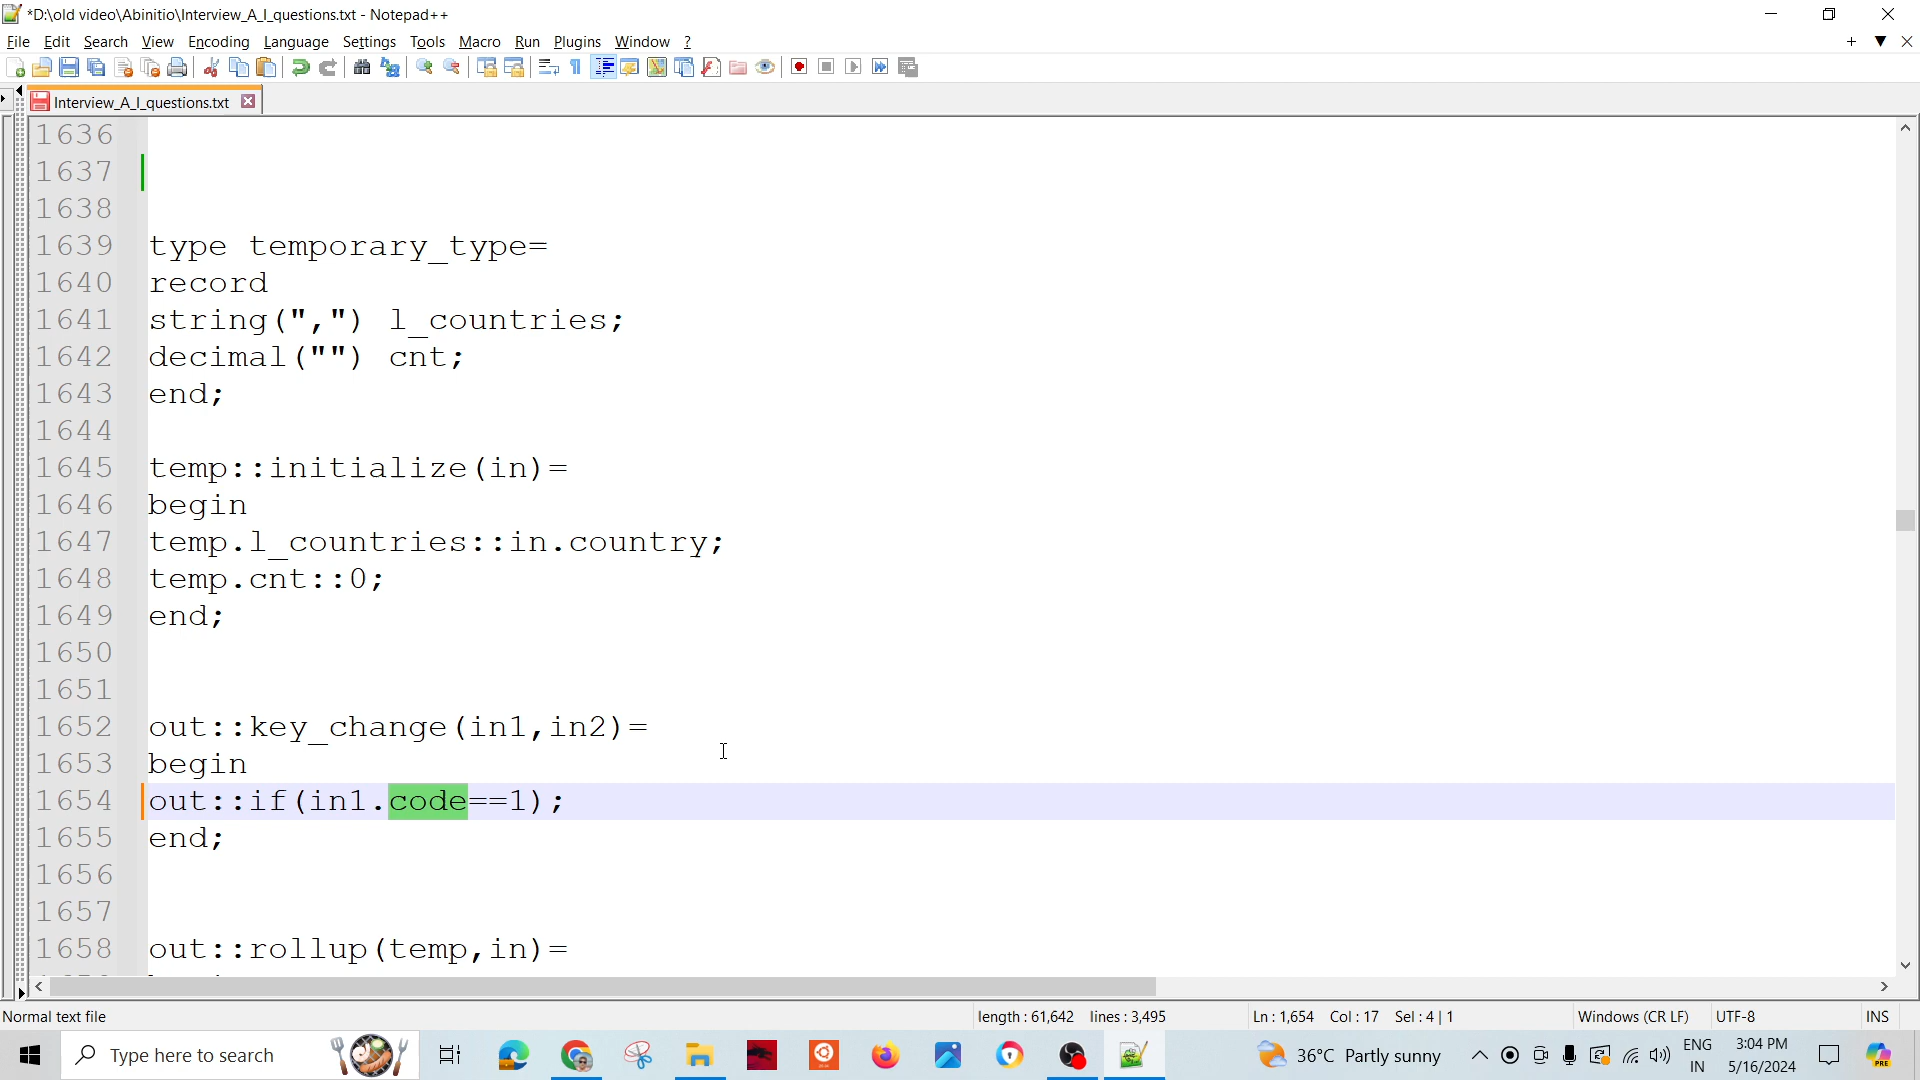 *D:\old video\Abinitio\Interview_A_I_questions.txt - Notepad++
File Edit Search View Encoding Language Settings Tools Macro Run Plugins Window ?
Interview_A_I_questions.txt
1636
1637
1638
1639 type temporary_type=
1640 record
1641 string(",") l_countries;
1642 decimal("") cnt;
1643 end;
1644
1645 temp::initialize(in)=
1646 begin
1647 temp.l_countries::in.country;
1648 temp.cnt::0;
1649 end;
1650
1651
1652 out::key_change(in1,in2)=
1653 begin
1654 out::if(in1.code==1);
1655 end;
1656
1657
1658 out::rollup(temp,in)=
Normal text file length : 61,642 lines : 3,495 Ln : 1,654 Col : 17 Sel : 4 | 1 Windows (CR LF) UTF-8 INS
Type here to search 36°C Partly sunny ENG IN 3:04 PM 5/16/2024 PRE